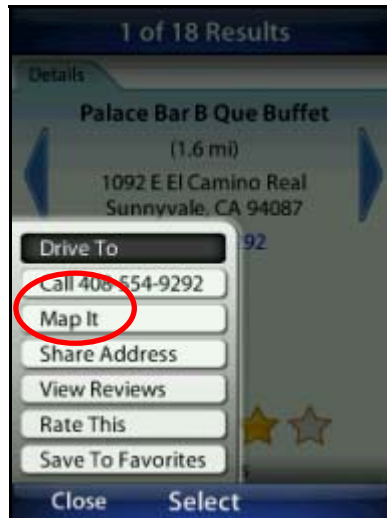 1 of 18 Results
Details
Palace Bar B Que Buffet
(1.6 mi)
1092 E El Camino Real
Sunnyvale, CA 94087
92
Drive To
Call 408-554-9292
Map It
Share Address
View Reviews
Rate This
Save To Favorites
Close Select